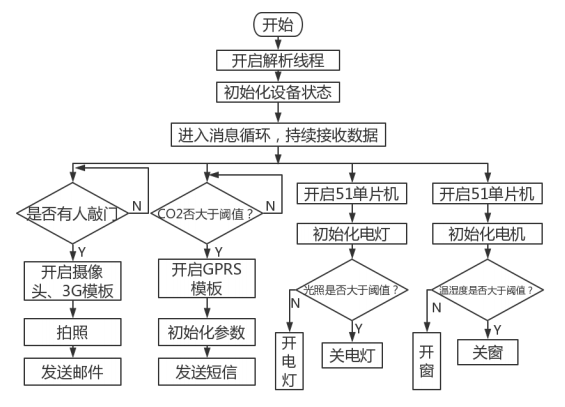 开始
开启解析线程
初始化设备状态
进入消息循环，持续接收数据
是否有人敲门
N
Y
开启摄像
头、3G模板
拍照
发送邮件
CO2否大于阈值？
N
Y
开启GPRS
模板
初始化参数
发送短信
开启51单片机
初始化电灯
光照是否大于阈值？
N
Y
开
电
灯
关电灯
开启51单片机
初始化电机
温湿度是否大于阈值？
N
Y
开
窗
关窗